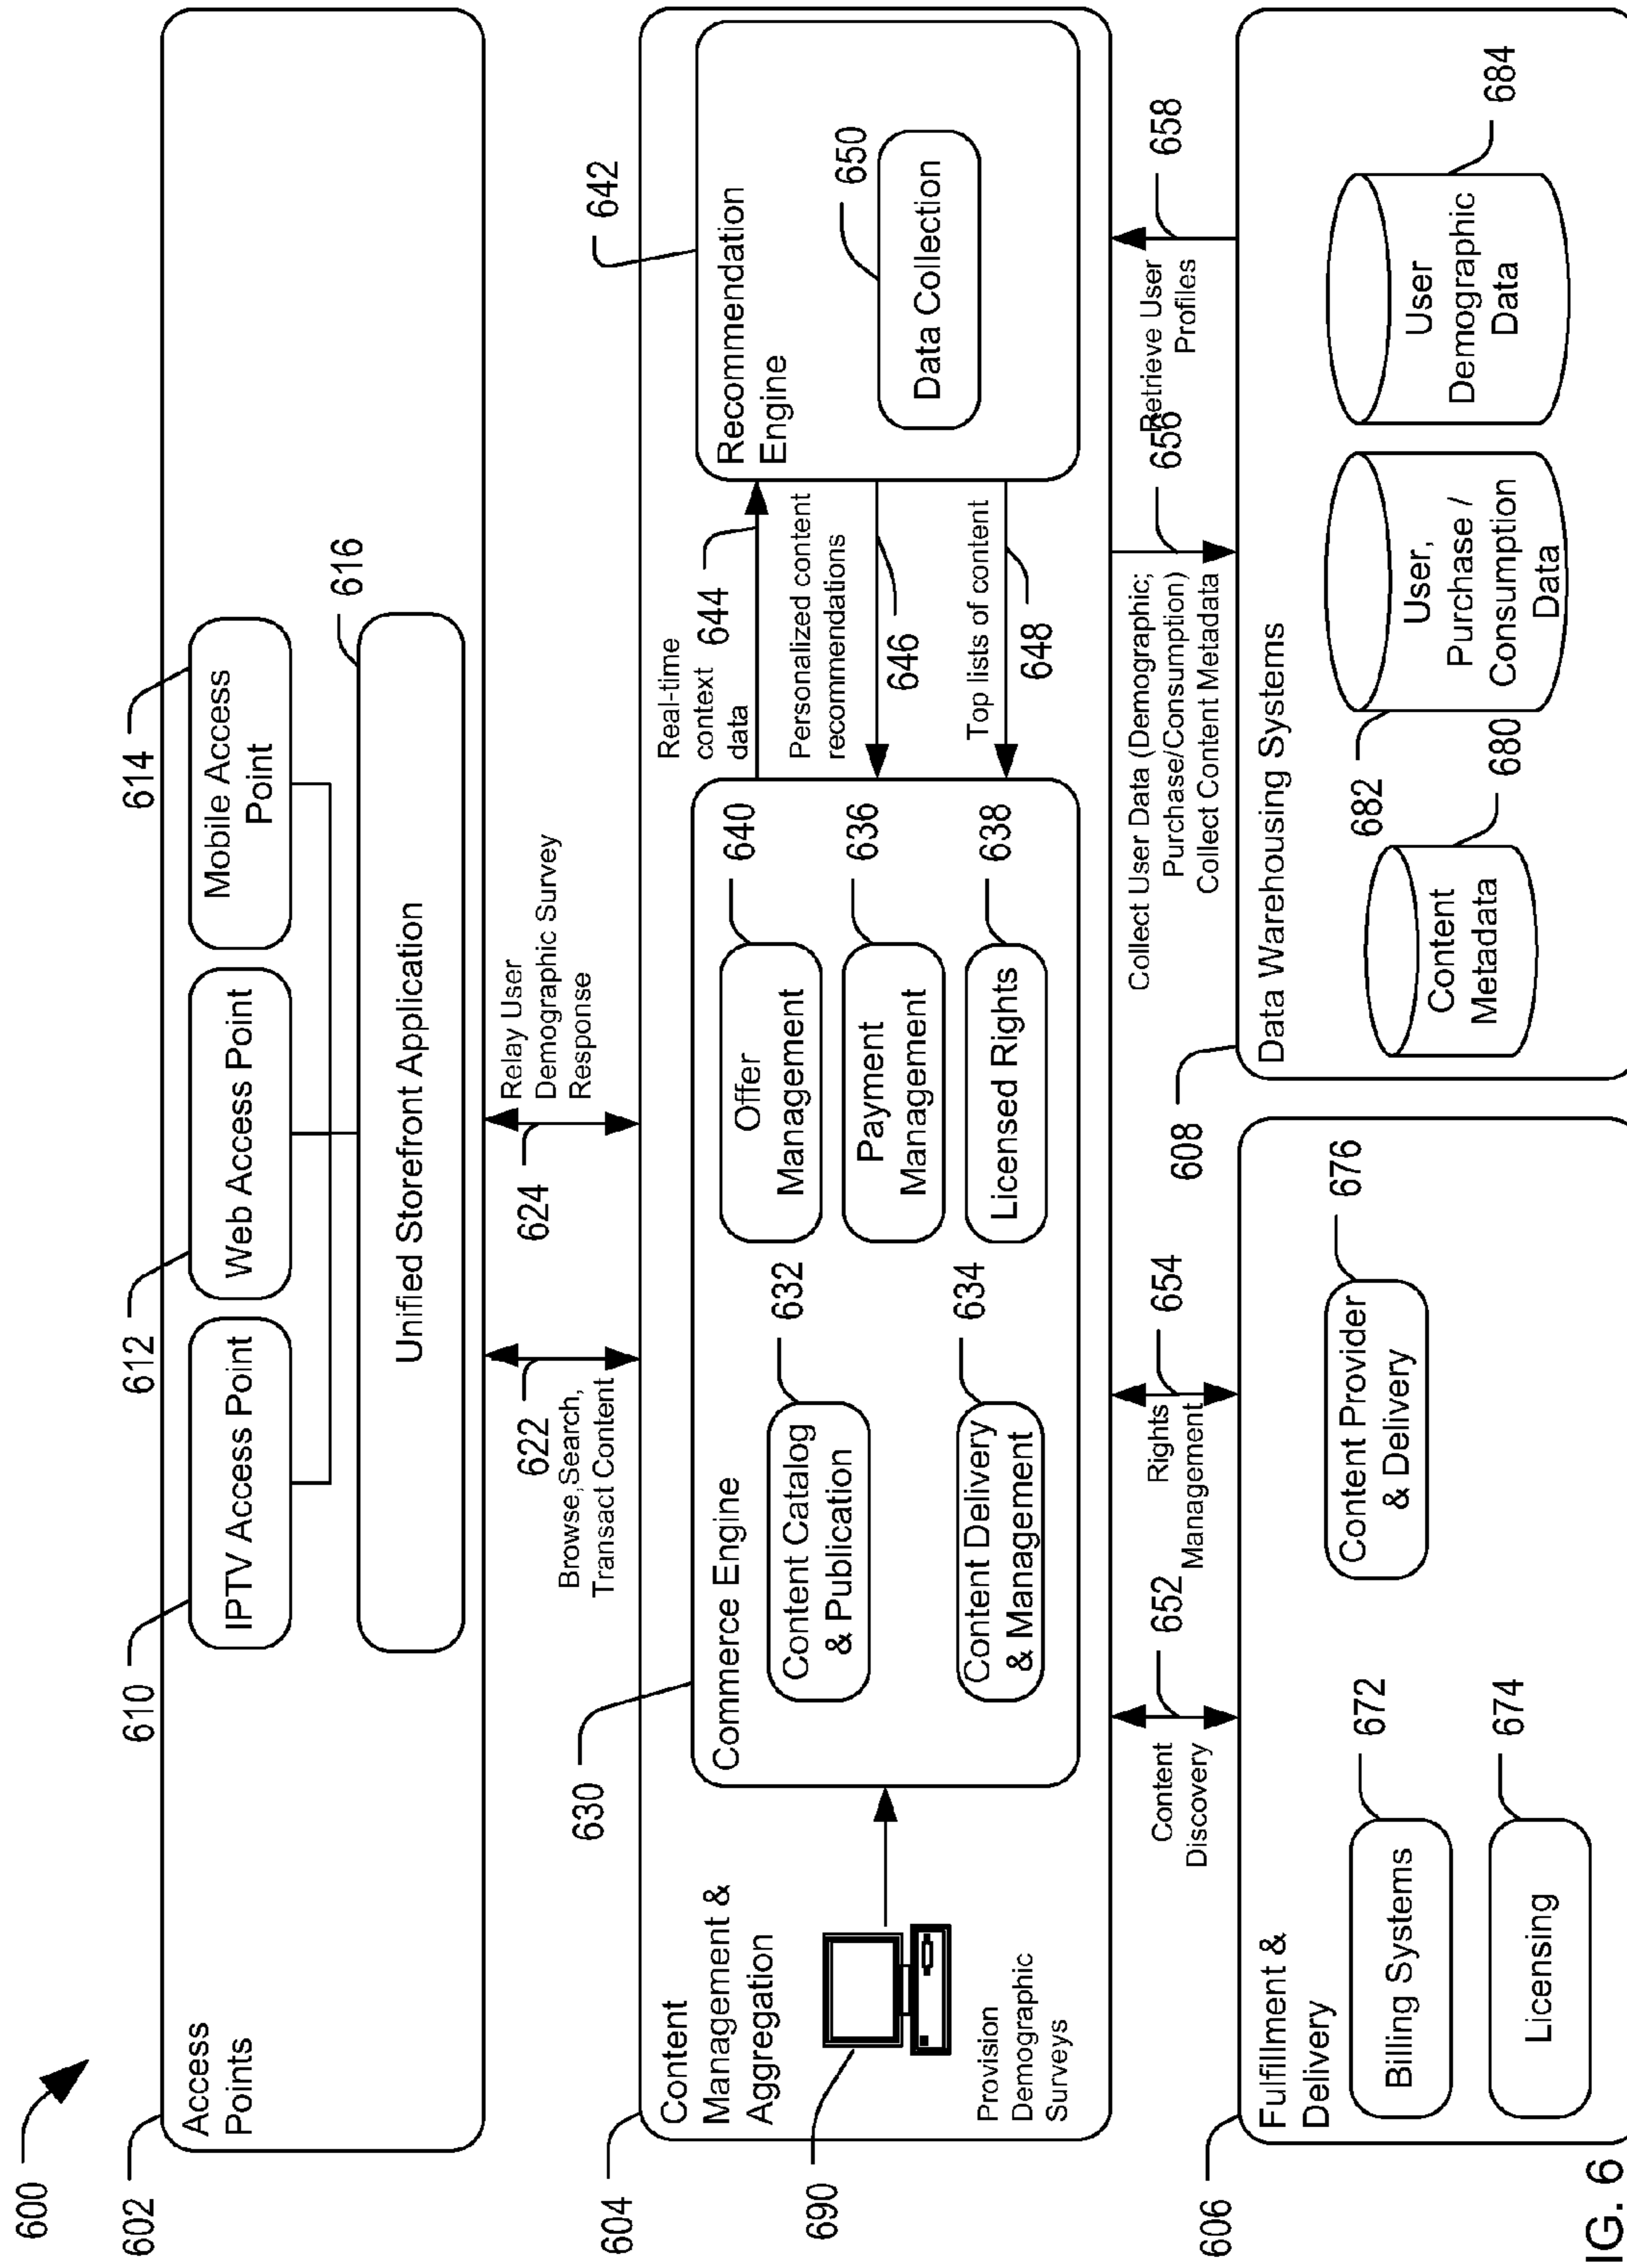 600
602
Access
Points
610
IPTV Access Point
612
Web Access Point
614
Mobile Access
Point
616
Unified Storefront Application
622
Browse, Search,
Transact Content
624
Relay User
Demographic Survey
Response
604
Content
Management &
Aggregation
690
Provision
Demographic
Surveys
630
Commerce Engine
632
Content Catalog
& Publication
634
Content Delivery
& Management
640
Offer
Management
636
Payment
Management
638
Licensed Rights
Real-time
context
data
644
Personalized content
recommendations
646
Top lists of content
648
642
Recommendation
Engine
650
Data Collection
652
Content
Discovery
654
Rights
Management
656
Collect User Data (Demographic;
Purchase/Consumption)
Collect Content Metadata
658
Retrieve User
Profiles
606
Fulfillment &
Delivery
672
Billing Systems
674
Licensing
676
Content Provider
& Delivery
608
Data Warehousing Systems
680
Content
Metadata
682
User,
Purchase /
Consumption
Data
684
User
Demographic
Data
IG. 6